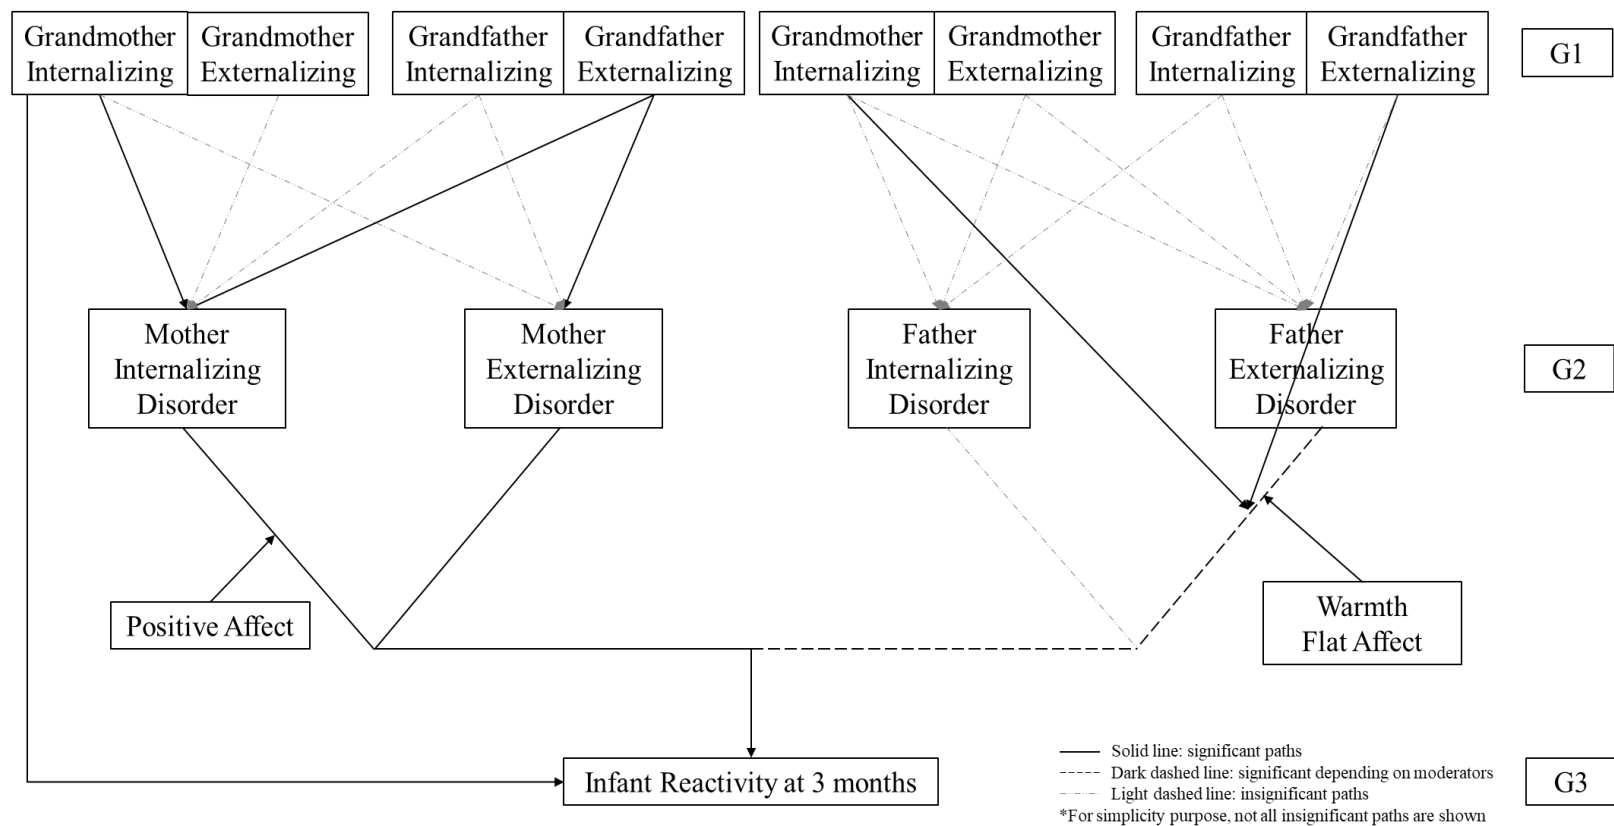 Grandmother
Internalizing
Grandmother
Externalizing
Grandfather
Internalizing
Grandfather
Externalizing
Grandmother
Internalizing
Grandmother
Externalizing
Grandfather
Internalizing
Grandfather
Externalizing
G1
Mother
Internalizing
Disorder
Mother
Externalizing
Disorder
Father
Internalizing
Disorder
Father
Externalizing
Disorder
G2
Positive Affect
Warmth
Flat Affect
Infant Reactivity at 3 months
Solid line: significant paths
Dark dashed line: significant depending on moderators
Light dashed line: insignificant paths
*For simplicity purpose, not all insignificant paths are shown
G3